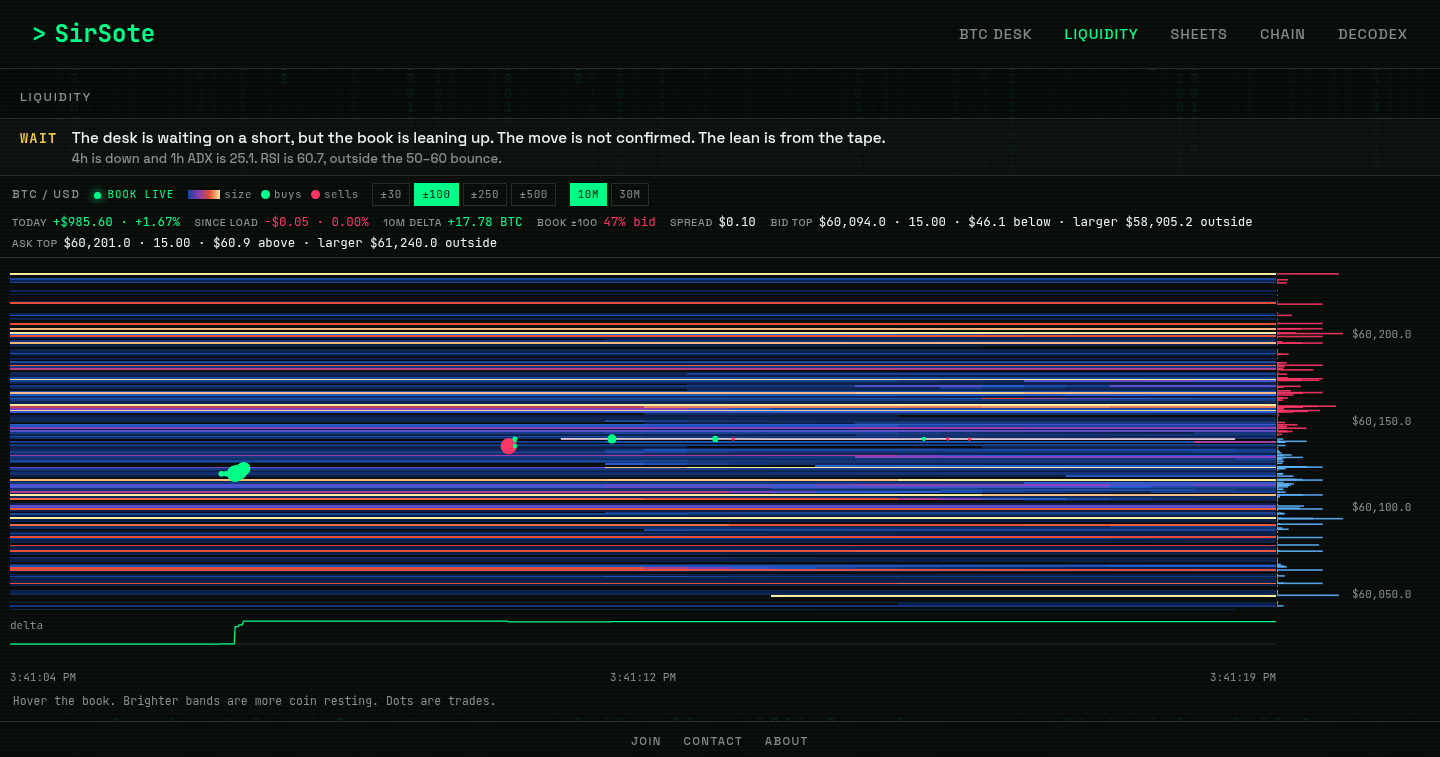 > SirSote
BTC DESK LIQUIDITY SHEETS CHAIN DECODEX
LIQUIDITY
WAIT The desk is waiting on a short, but the book is leaning up. The move is not confirmed. The lean is from the tape.
4h is down and 1h ADX is 25.1. RSI is 60.7, outside the 50–60 bounce.
BTC / USD BOOK LIVE size buys sells ±30 ±100 ±250 ±500 10M 30M
TODAY +$985.60 · +1.67% SINCE LOAD -$0.05 · 0.00% 10M DELTA +17.78 BTC BOOK ±100 47% bid SPREAD $0.10 BID TOP $60,094.0 · 15.00 · $46.1 below · larger $58,905.2 outside
ASK TOP $60,201.0 · 15.00 · $60.9 above · larger $61,240.0 outside
$60,200.0
$60,150.0
$60,100.0
$60,050.0
delta
3:41:04 PM 3:41:12 PM 3:41:19 PM
Hover the book. Brighter bands are more coin resting. Dots are trades.
JOIN CONTACT ABOUT